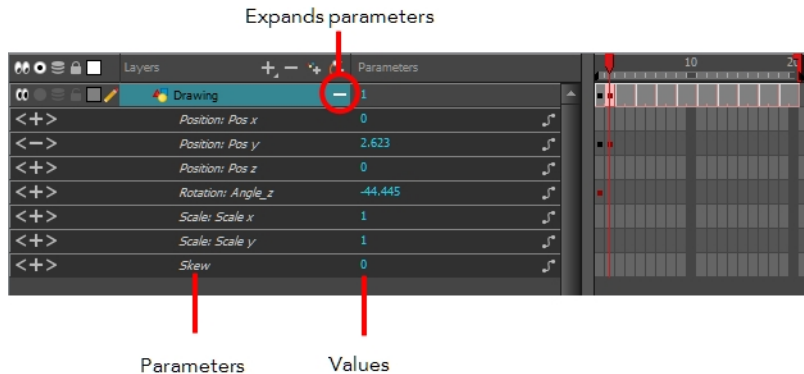 Expands parameters
Layers Parameters 10 20
Drawing 1
<+> Position: Pos x 0
<-> Position: Pos y 2.623
<+> Position: Pos z 0
<+> Rotation: Angle_z -44.445
<+> Scale: Scale x 1
<+> Scale: Scale y 1
<+> Skew 0
Parameters Values